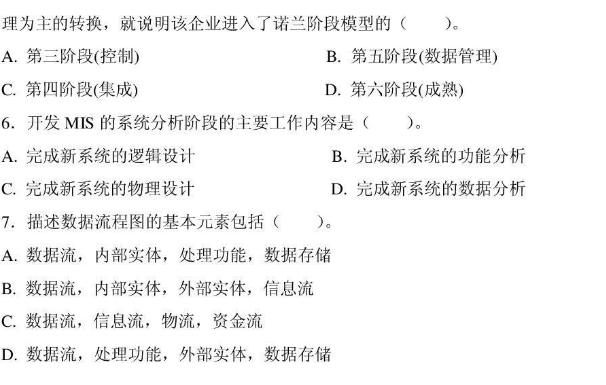 理为主的转换，就说明该企业进入了诺兰阶段模型的（　　）。
A. 第三阶段(控制)　　B. 第五阶段(数据管理)
C. 第四阶段(集成)　　D. 第六阶段(成熟)
6．开发 MIS 的系统分析阶段的主要工作内容是（　　）。
A. 完成新系统的逻辑设计　　B. 完成新系统的功能分析
C. 完成新系统的物理设计　　D. 完成新系统的数据分析
7．描述数据流程图的基本元素包括（　　）。
A. 数据流，内部实体，处理功能，数据存储
B. 数据流，内部实体，外部实体，信息流
C. 数据流，信息流，物流，资金流
D. 数据流，处理功能，外部实体，数据存储